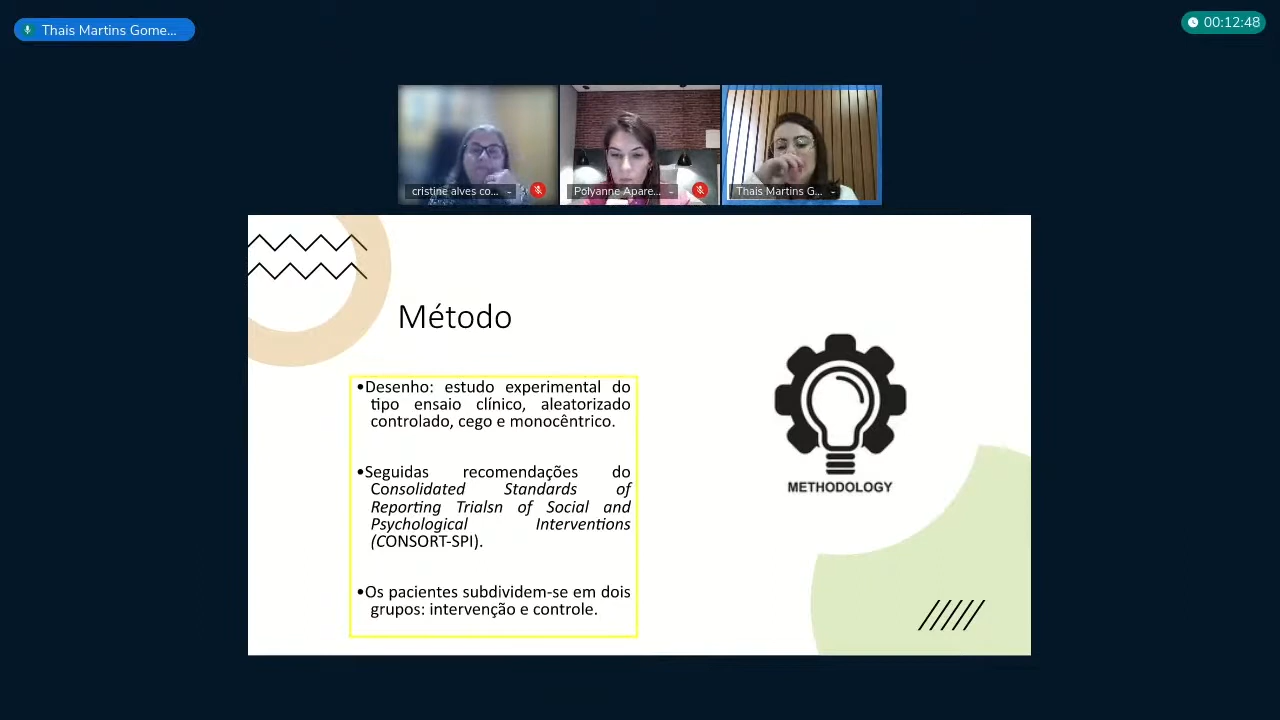 Thais Martins Gome...
00:12:48
cristine alves co...
Polyanne Apare...
Thais Martins G...
Método
•Desenho: estudo experimental do
tipo ensaio clínico, aleatorizado
controlado, cego e monocêntrico.
•Seguidas recomendações do
Consolidated Standards of
Reporting Trialsn of Social and
Psychological Interventions
(CONSORT-SPI).
•Os pacientes subdividem-se em dois
grupos: intervenção e controle.
METHODOLOGY